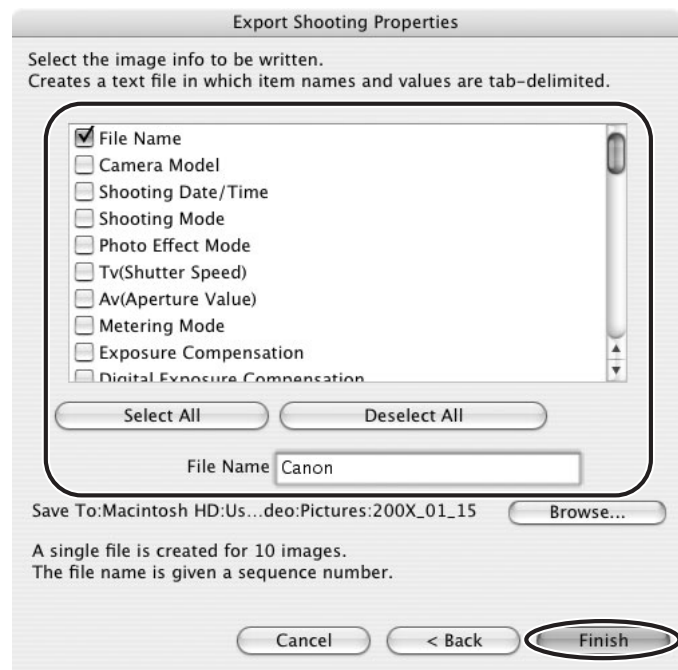 Export Shooting Properties
Select the image info to be written.
Creates a text file in which item names and values are tab-delimited.
File Name
Camera Model
Shooting Date/Time
Shooting Mode
Photo Effect Mode
Tv(Shutter Speed)
Av(Aperture Value)
Metering Mode
Exposure Compensation
Digital Exposure Compensation
Select All Deselect All
File Name Canon
Save To:Macintosh HD:Us...deo:Pictures:200X_01_15 Browse...
A single file is created for 10 images.
The file name is given a sequence number.
Cancel < Back Finish